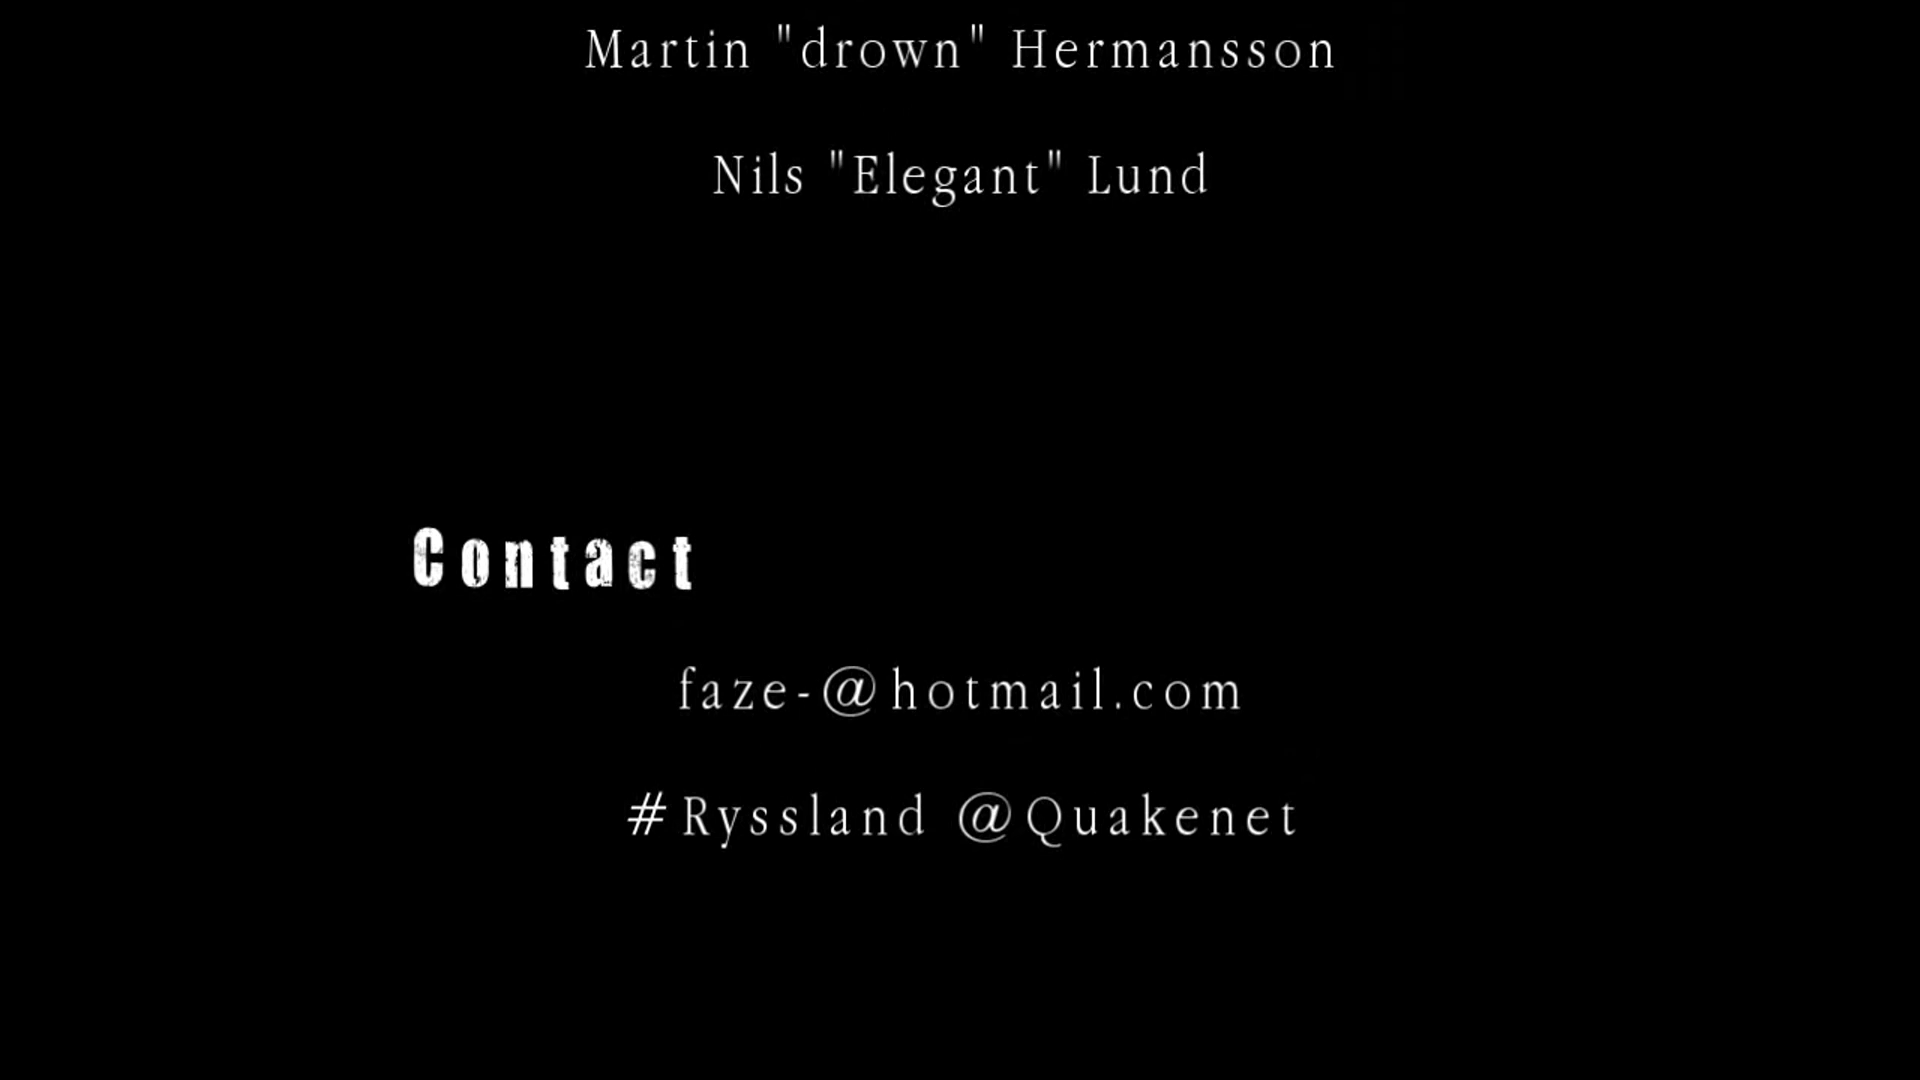 Martin "drown" Hermansson
Nils "Elegant" Lund
Contact
faze-@hotmail.com
#Ryssland @Quakenet